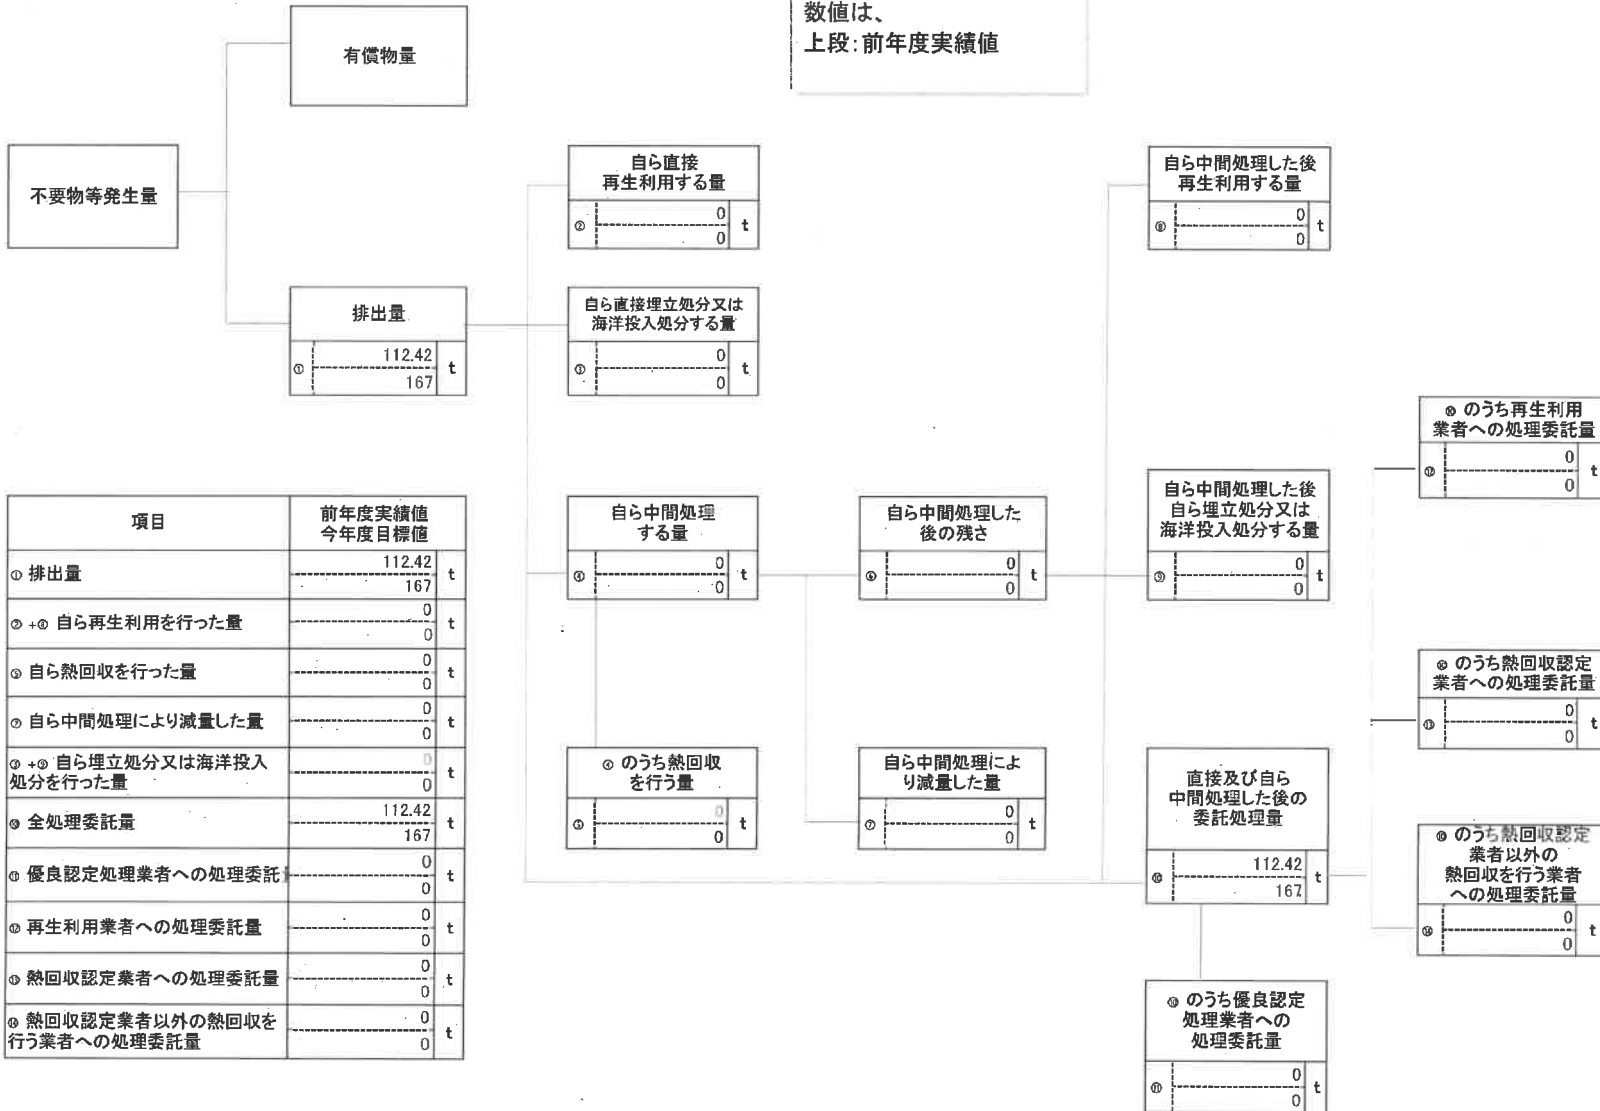 数値は、
上段:前年度実績値
有償物量
不要物等発生量
排出量
① 112.42 t
167
自ら直接
再生利用する量
② 0 t
0
自ら直接埋立処分又は
海洋投入処分する量
③ 0 t
0
自ら中間処理した後
再生利用する量
⑧ 0 t
0
項目
前年度実績値
今年度目標値
① 排出量 112.42 t
167
② +⑧ 自ら再生利用を行った量 0 t
0
⑤ 自ら熱回収を行った量 0 t
0
⑦ 自ら中間処理により減量した量 0 t
0
③ +⑨ 自ら埋立処分又は海洋投入
処分を行った量 0 t
0
⑩ 全処理委託量 112.42 t
167
⑪ 優良認定処理業者への処理委託 0 t
0
⑫ 再生利用業者への処理委託量 0 t
0
⑬ 熱回収認定業者への処理委託量 0 t
0
⑭ 熱回収認定業者以外の熱回収を
行う業者への処理委託量 0 t
0
自ら中間処理
する量
④ 0 t
0
自ら中間処理した
後の残さ
⑥ 0 t
0
自ら中間処理した後
自ら埋立処分又は
海洋投入処分する量
⑨ 0 t
0
④ のうち熱回収
を行う量
⑤ 0 t
0
自ら中間処理によ
り減量した量
⑦ 0 t
0
直接及び自ら
中間処理した後の
委託処理量
⑩ 112.42 t
167
⑩ のうち優良認定
処理業者への
処理委託量
⑪ 0 t
0
⑩ のうち再生利用
業者への処理委託量
⑫ 0 t
0
⑩ のうち熱回収認定
業者への処理委託量
⑬ 0 t
0
⑩ のうち熱回収認定
業者以外の
熱回収を行う業者
への処理委託量
⑭ 0 t
0